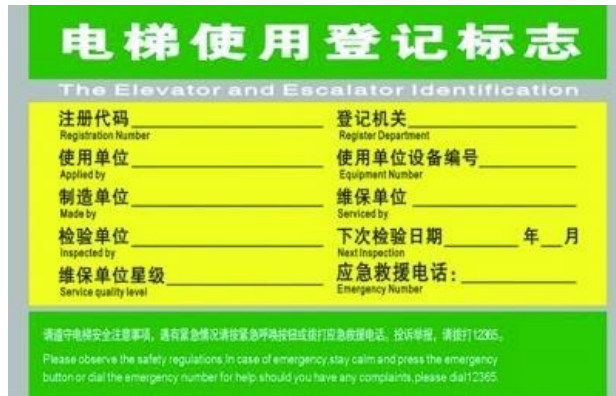 电梯使用登记标志
The Elevator and Escalator Identification
注册代码 登记机关
Registration Number Register Department
使用单位 使用单位设备编号
Applied by Equipment Number
制造单位 维保单位
Made by Serviced by
检验单位 下次检验日期 年 月
Inspected by Next Inspection
维保单位星级 应急救援电话:
Service quality level Emergency Number
请遵守电梯安全注意事项,遇有紧急情况请按紧急呼唤按钮或拨打应急救援电话。投诉举报,请拨打12365。
Please observe the safety regulations,In case of emergency,stay calm and press the emergency
button or dial the emergency number for help should you have any complaints,please dial12365.